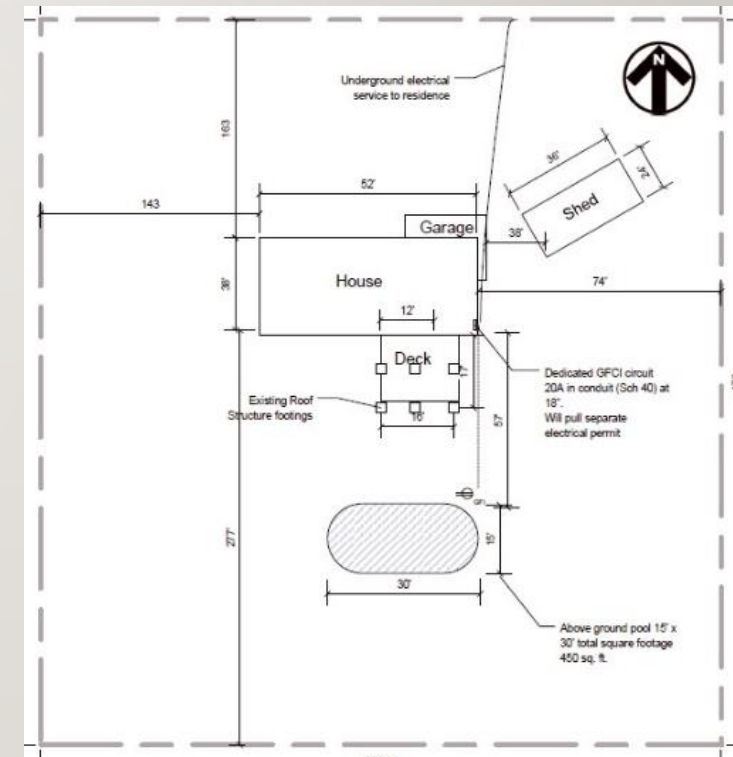 N
Underground electrical
service to residence
163
36'
24'
52'
143
Shed
Garage
38'
House
38'
74'
12'
Deck
17'
Dedicated GFCI circuit
20A in conduit (Sch 40) at
18".
Will pull separate
electrical permit
Existing Roof
Structure footings
16'
57'
277'
GFI
15'
30'
Above ground pool 15' x
30' total square footage
450 sq. ft.